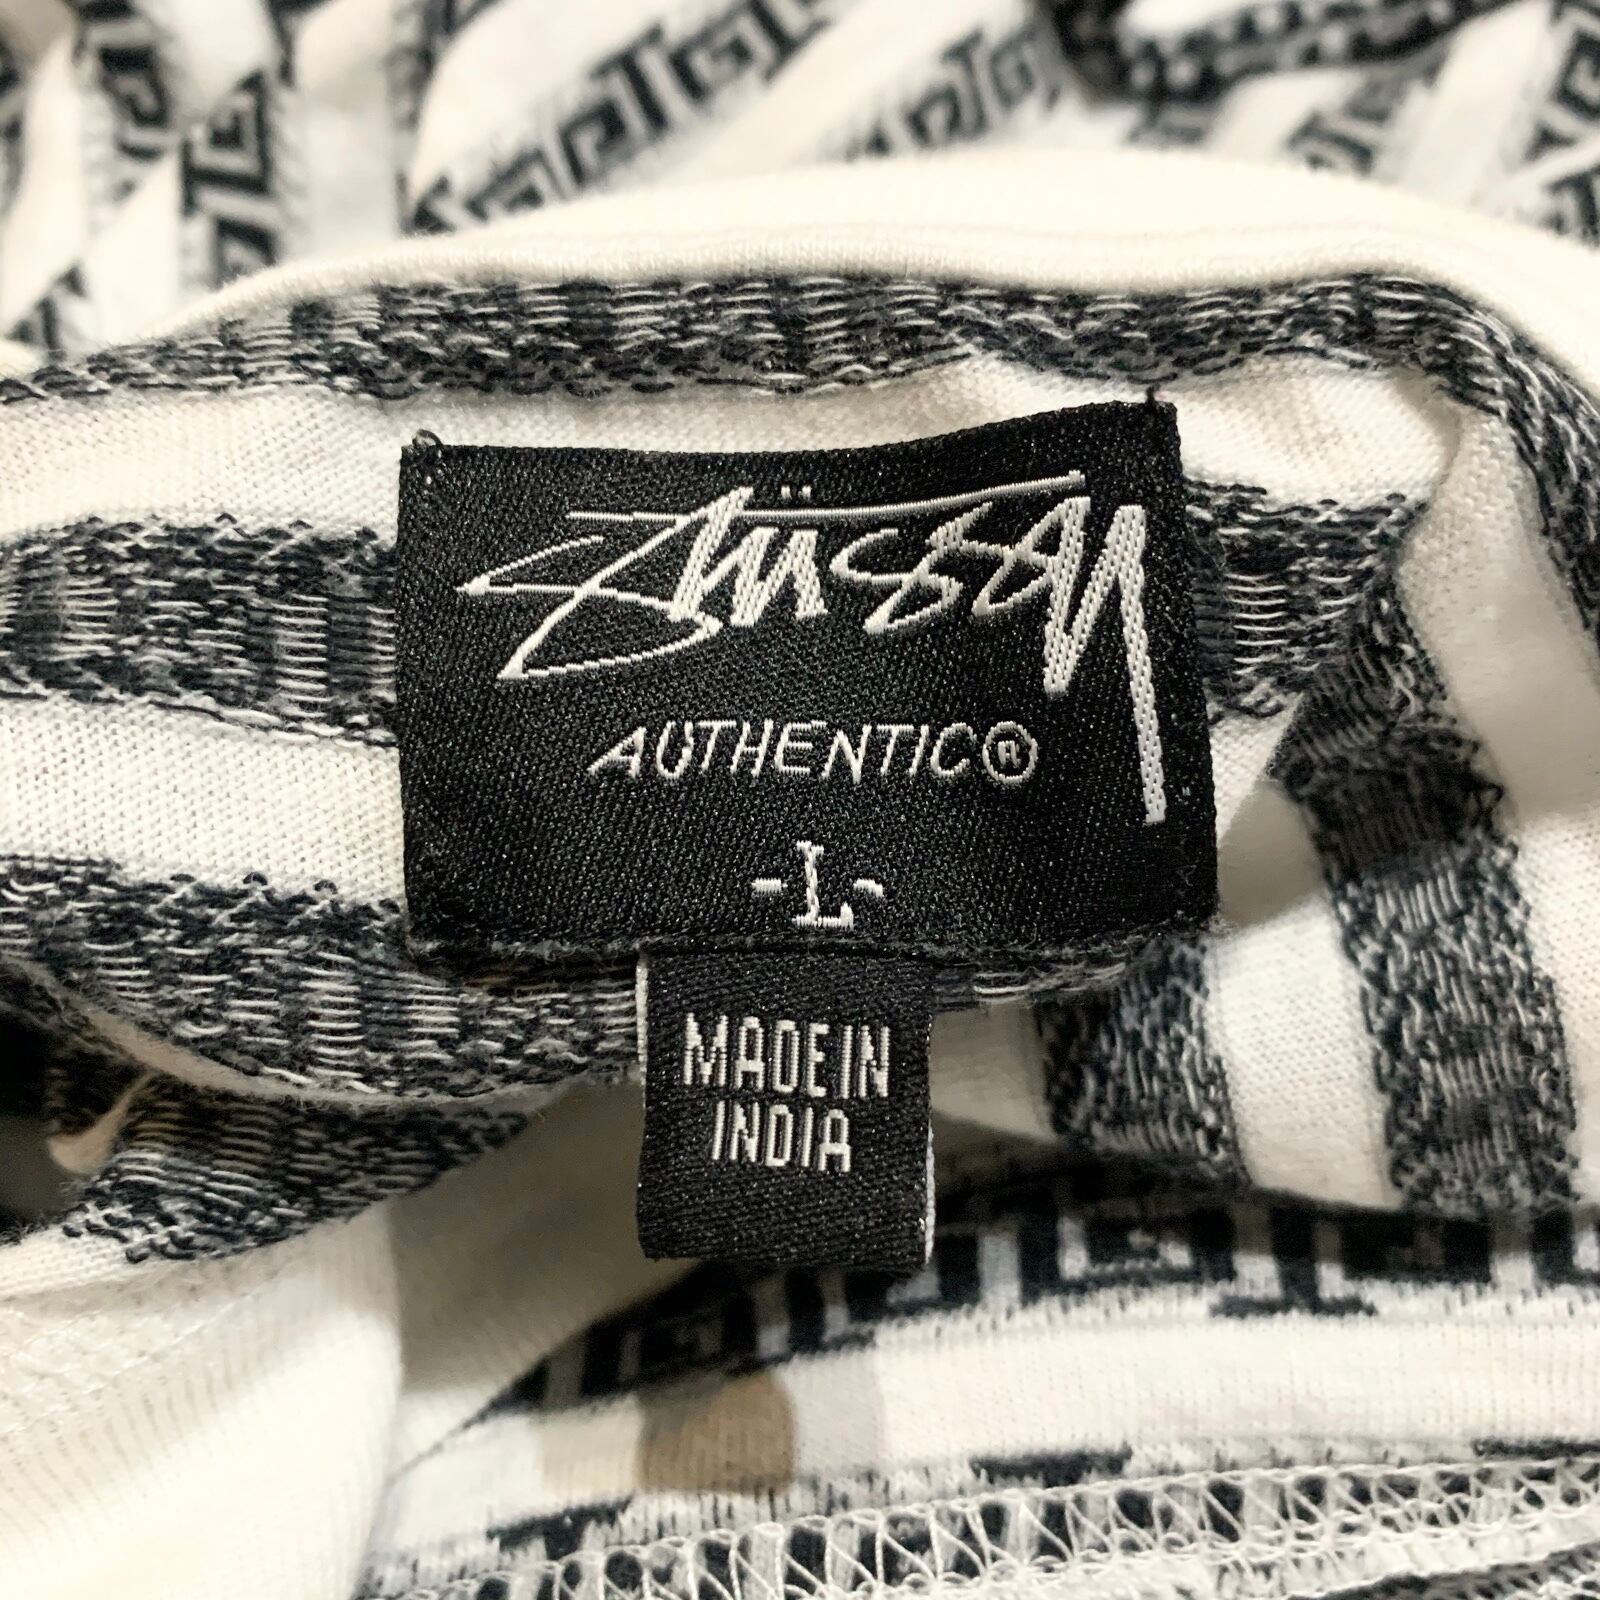 Stüssy
AUTHENTIC®
-L-
MADE IN
INDIA